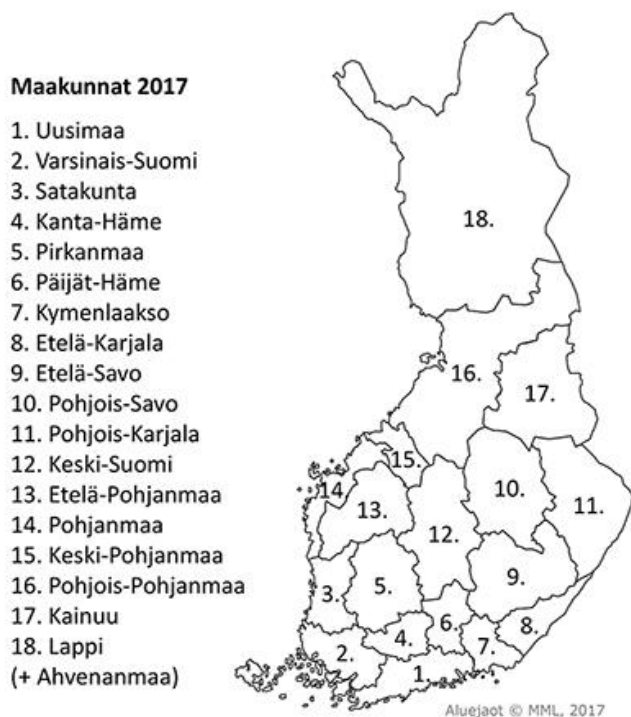 Maakunnat 2017
1. Uusimaa
2. Varsinais-Suomi
3. Satakunta
4. Kanta-Häme
5. Pirkanmaa
6. Päijät-Häme
7. Kymenlaakso
8. Etelä-Karjala
9. Etelä-Savo
10. Pohjois-Savo
11. Pohjois-Karjala
12. Keski-Suomi
13. Etelä-Pohjanmaa
14. Pohjanmaa
15. Keski-Pohjanmaa
16. Pohjois-Pohjanmaa
17. Kainuu
18. Lappi
(+ Ahvenanmaa)
18.
16.
17.
15.
14.
13.
10.
11.
12.
9.
3.
5.
6.
8.
4.
7.
2.
1.
Aluejaot © MML, 2017